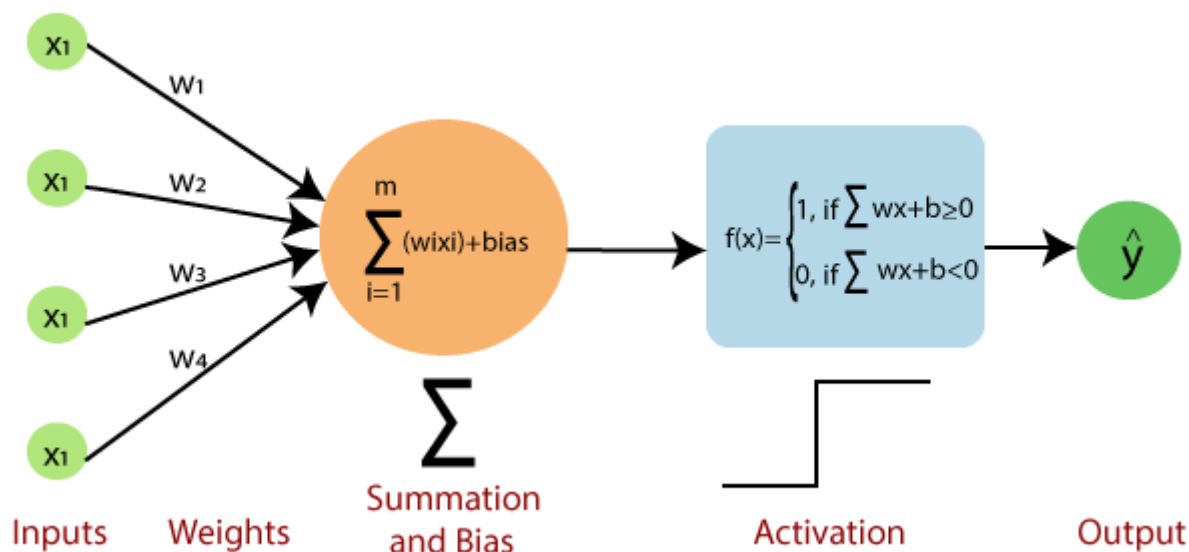 x1
w1
x1
w2
x1
w3
x1
w4
m
∑ (wixi)+bias
i=1
f(x)={
1, if ∑ wx+b≥0
0, if ∑ wx+b<0
ŷ
∑
Inputs
Weights
Summation
and Bias
Activation
Output